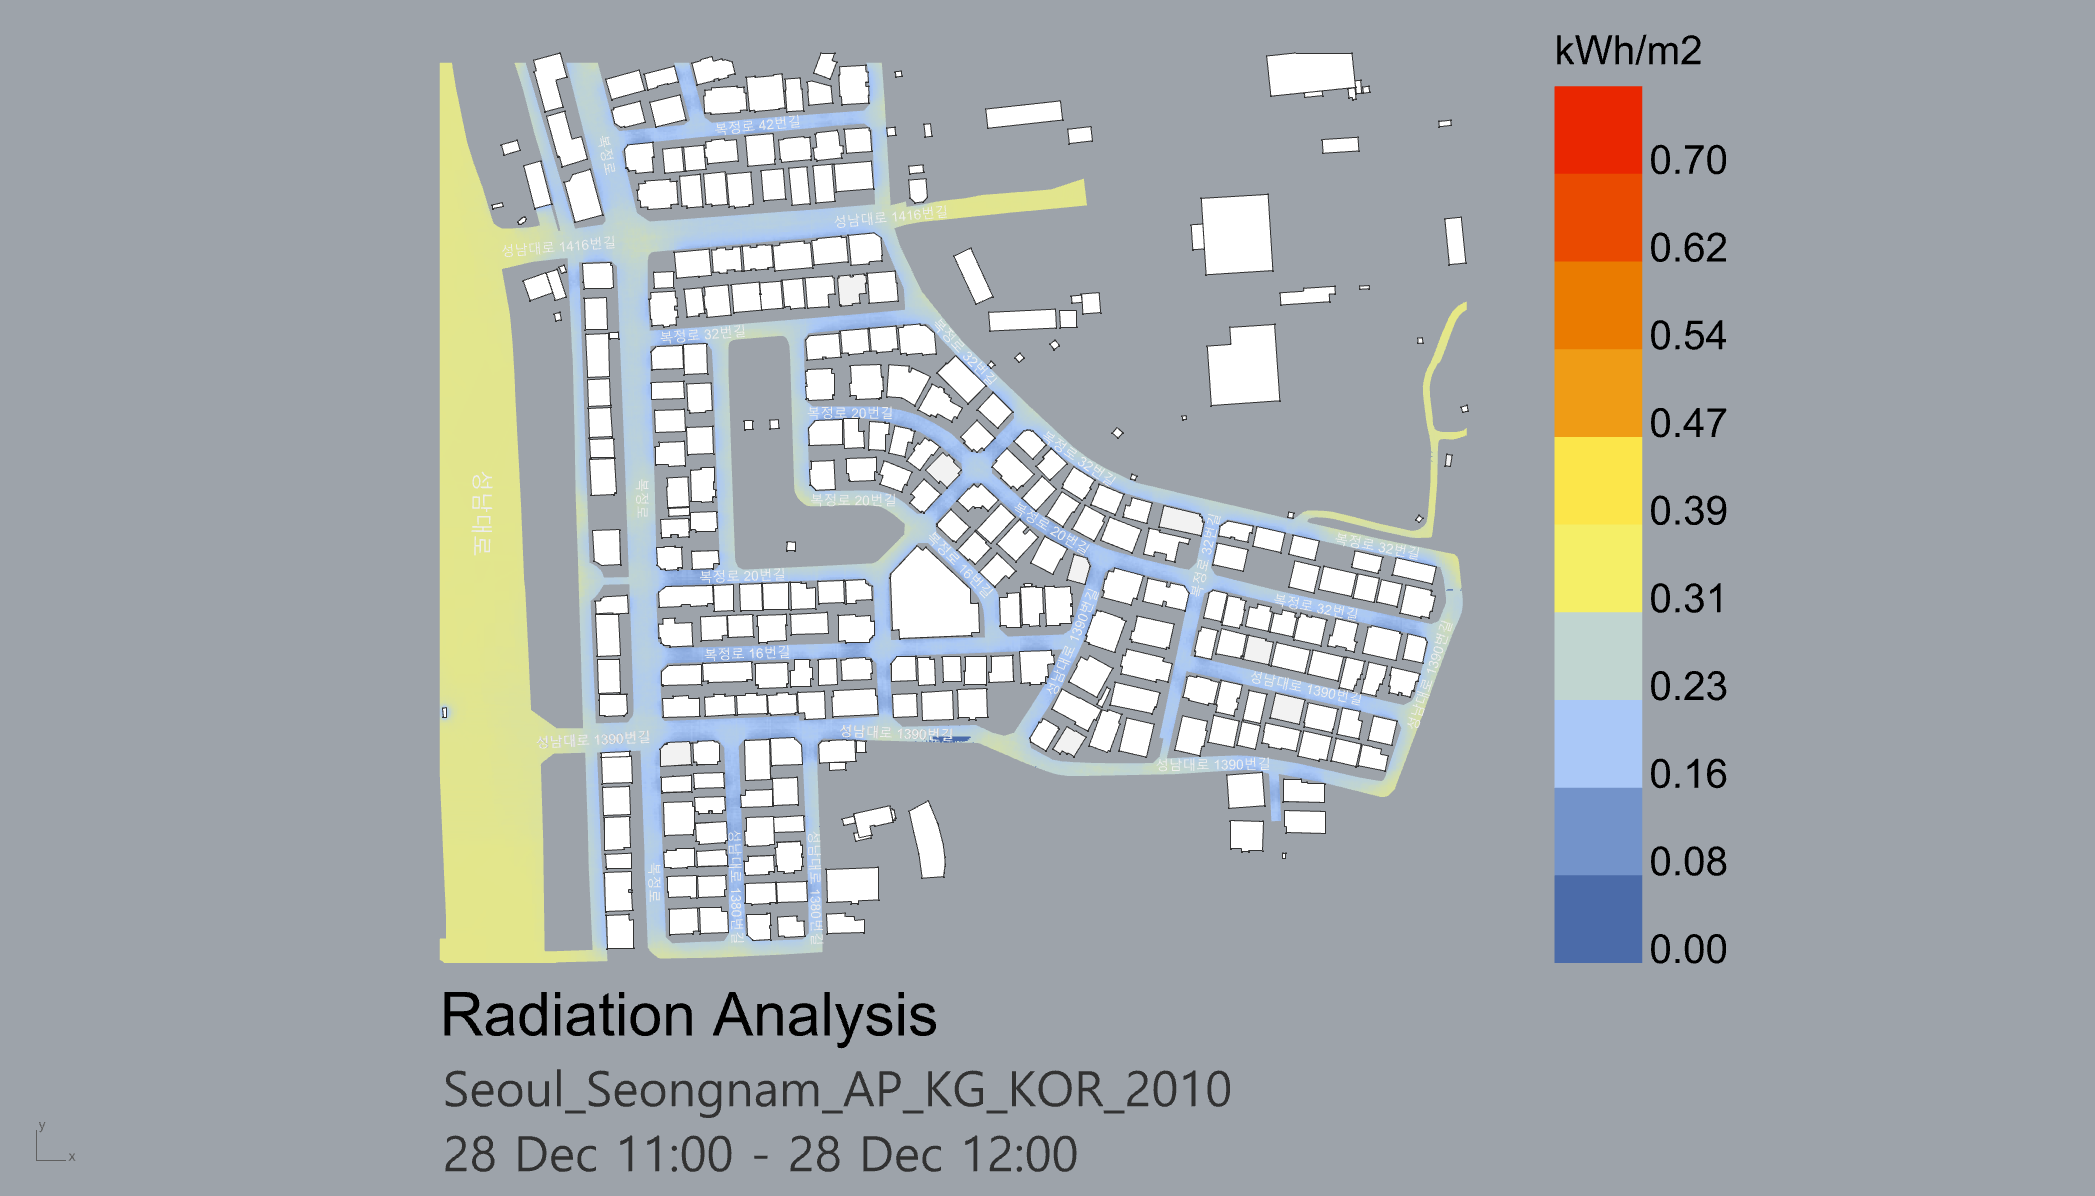 kWh/m2
0.70
0.62
0.54
0.47
0.39
0.31
0.23
0.16
0.08
0.00
복정로 42번길
복정로
성남대로 1416번길
성남대로 1416번길
복정로 32번길
복정로 32번길
복정로 20번길
복정로 32번길
성남대로
복정로
복정로 20번길
복정로 20번길
복정로 32번길
복정로 32번길
복정로 16번길
복정로 20번길
복정로 32번길
성남대로 1390번길
복정로 16번길
성남대로 1390번길
성남대로 1390번길
성남대로 1390번길
성남대로 1390번길
성남대로 1390번길
복정로
성남대로 1380번길
성남대로 1380번길
Radiation Analysis
Seoul_Seongnam_AP_KG_KOR_2010
28 Dec 11:00 - 28 Dec 12:00
y
x